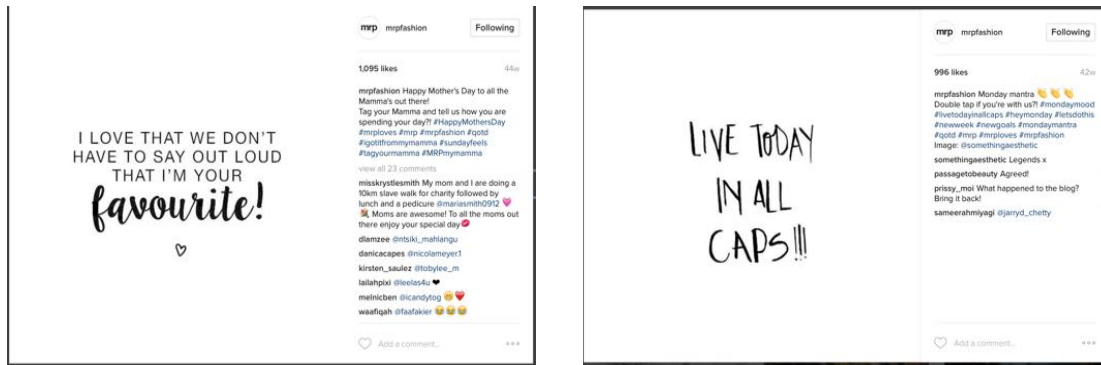 I LOVE THAT WE DON'T
HAVE TO SAY OUT LOUD
THAT I'M YOUR
favourite!
mrp mrpfashion Following
1,095 likes 44w
mrpfashion Happy Mother's Day to all the
Mamma's out there!
Tag your Mamma and tell us how you are
spending your day?! #HappyMothersDay
#mrploves #mrp #mrpfashion #qotd
#igotitfrommymamma #sundayfeels
#tagyourmamma #MRPmymamma
view all 23 comments
misskrystlesmith My mom and I are doing a
10km slave walk for charity followed by
lunch and a pedicure @mariasmith0912 💗
💃 Moms are awesome! To all the moms out
there enjoy your special day💋
dlamzee @ntsiki_mahlangu
danicacapes @nicolameyer.1
kirsten_saulez @tobylee_m
lailahpixi @leelas4u ❤
melnicben @icandytog 😁❤️
waafiqah @faafakier 😂😂😂
Add a comment...
LIVE TODAY
IN ALL
CAPS!!!
mrp mrpfashion Following
996 likes 42w
mrpfashion Monday mantra 👏 👏 👏
Double tap if you're with us?! #mondaymood
#livetodayinallcaps #heymonday #letsdothis
#newweek #newgoals #mondaymantra
#qotd #mrp #mrploves #mrpfashion
Image: @somethingaesthetic
somethingaesthetic Legends x
passagetobeauty Agreed!
prissy_moi What happened to the blog?
Bring it back!
sameerahmiyagi @jarryd_chetty
Add a comment...